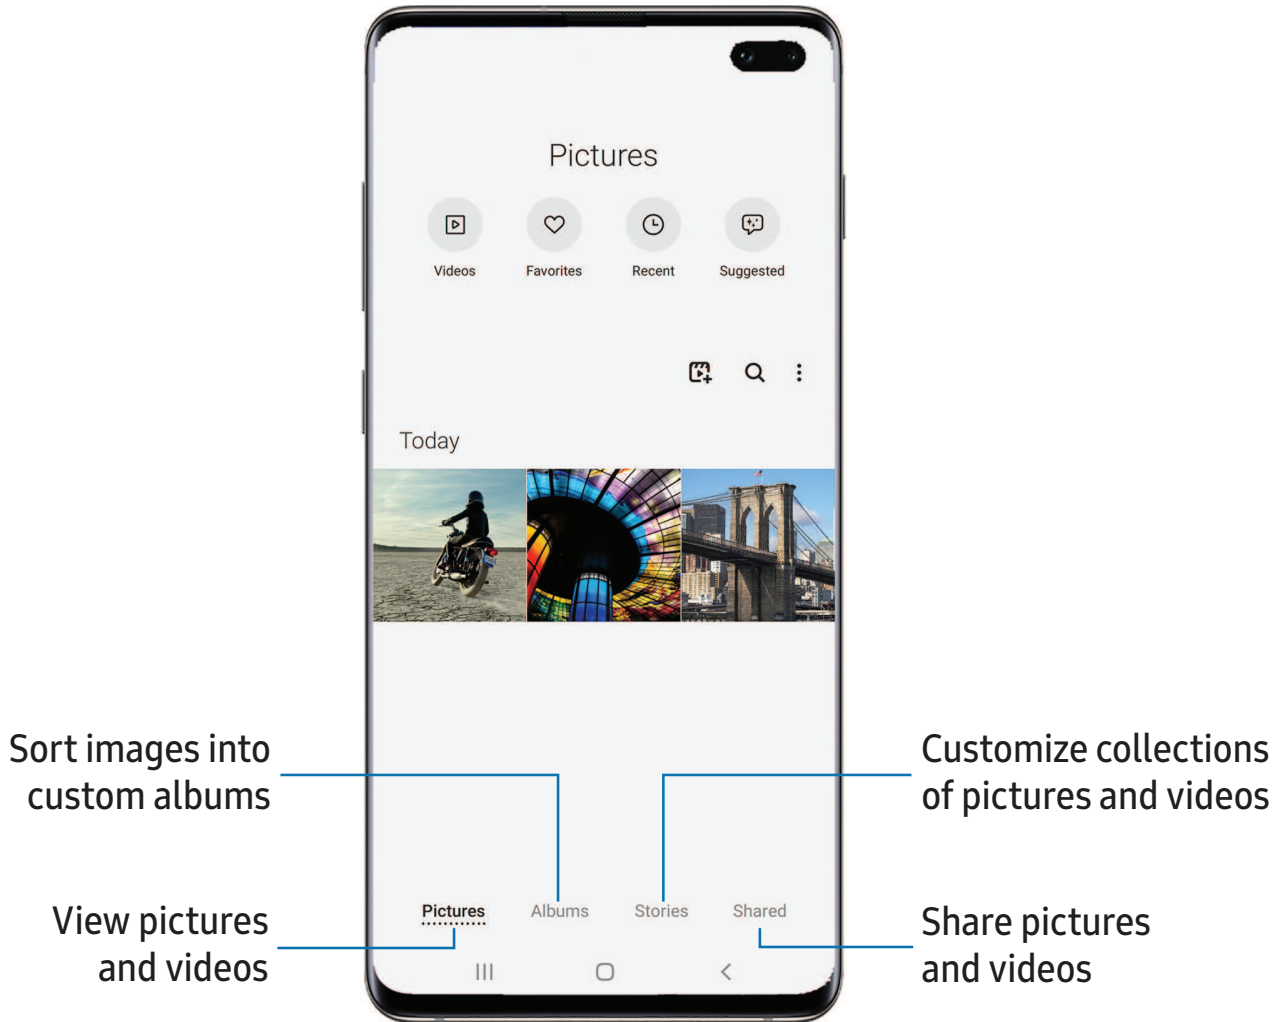 Pictures
Videos
Favorites
Recent
Suggested
Today
Sort images into
custom albums
Customize collections
of pictures and videos
Pictures
Albums
Stories
Shared
View pictures
and videos
Share pictures
and videos